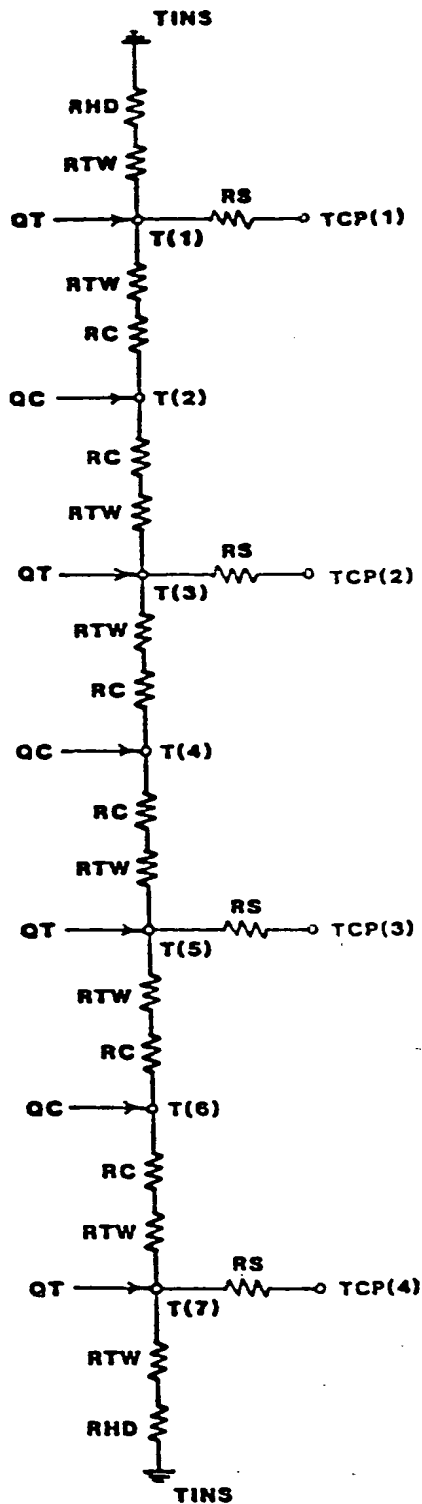 TINS
RHD
RTW
RS
QT
T(1)
TCP(1)
RTW
RC
QC
T(2)
RC
RTW
RS
QT
T(3)
TCP(2)
RTW
RC
QC
T(4)
RC
RTW
RS
QT
T(5)
TCP(3)
RTW
RC
QC
T(6)
RC
RTW
RS
QT
T(7)
TCP(4)
RTW
RHD
TINS